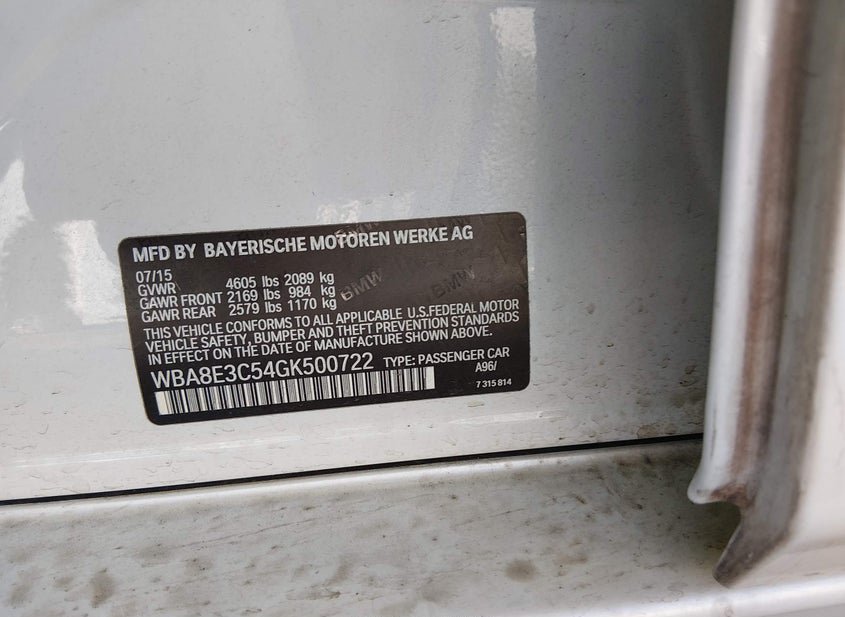 MFD BY BAYERISCHE MOTOREN WERKE AG
07/15
GVWR 4605 lbs 2089 kg
GAWR FRONT 2169 lbs 984 kg
GAWR REAR 2579 lbs 1170 kg
THIS VEHICLE CONFORMS TO ALL APPLICABLE U.S.FEDERAL MOTOR
VEHICLE SAFETY, BUMPER AND THEFT PREVENTION STANDARDS
IN EFFECT ON THE DATE OF MANUFACTURE SHOWN ABOVE.
WBA8E3C54GK500722 TYPE: PASSENGER CAR
A96/
7 315 814
BMW
BMW
BMW